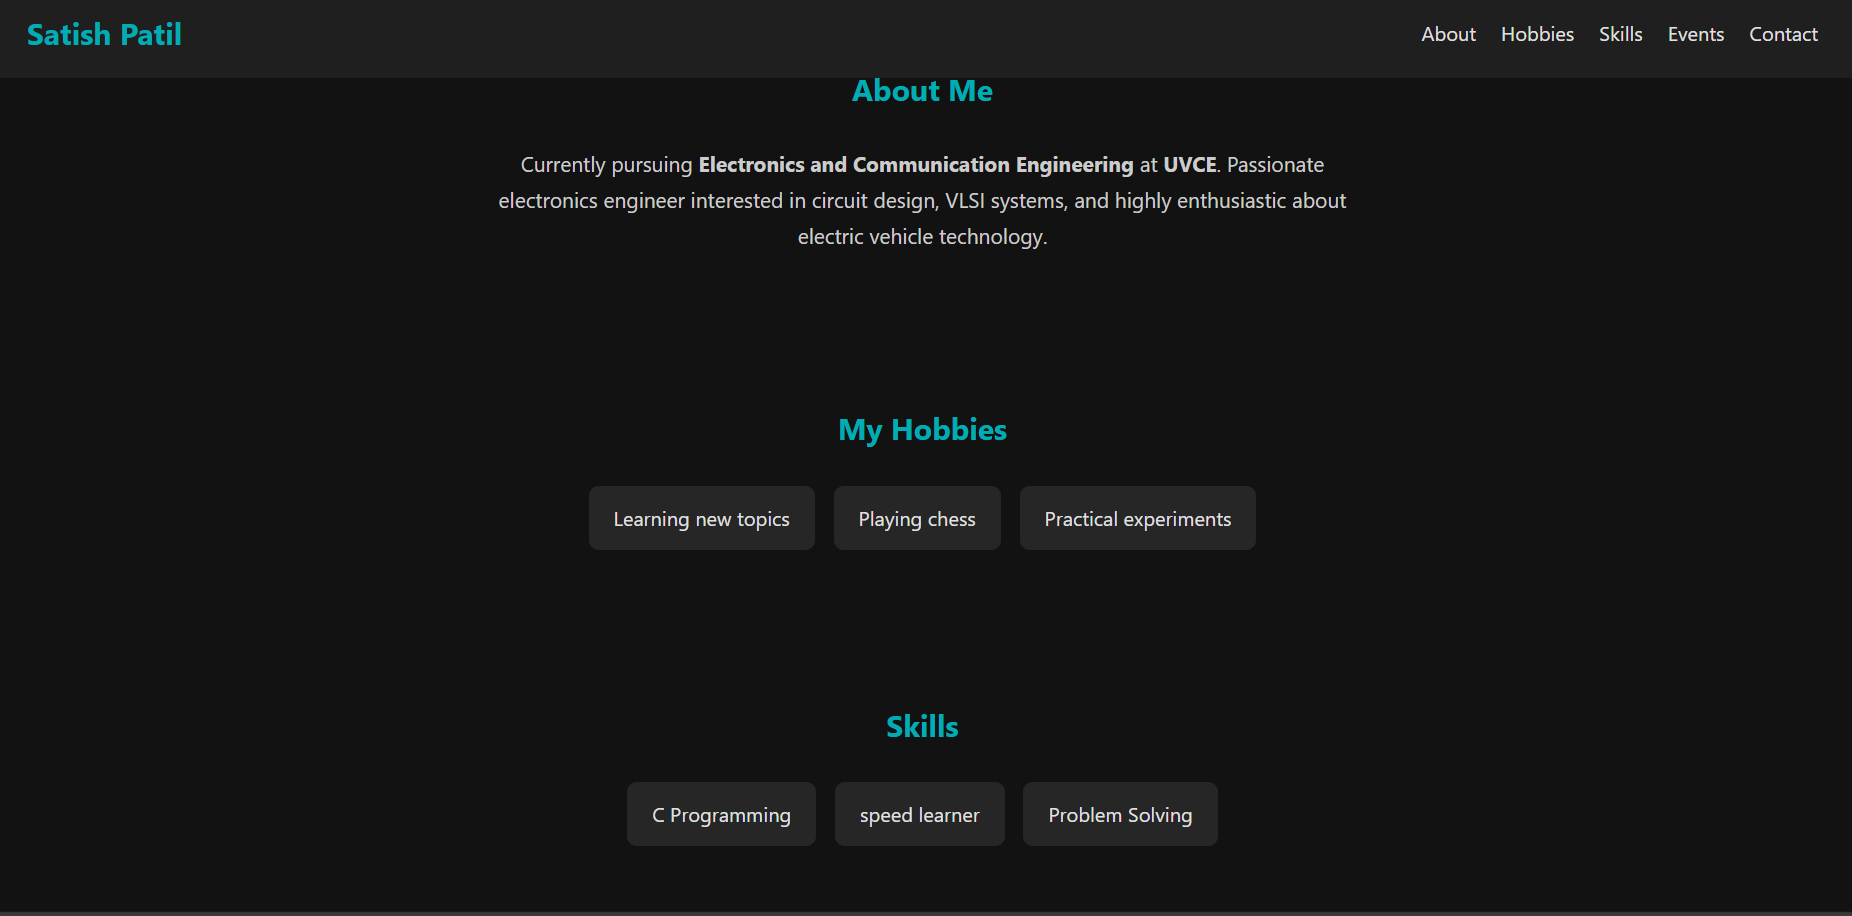 Satish Patil
About Hobbies Skills Events Contact
About Me
Currently pursuing Electronics and Communication Engineering at UVCE. Passionate
electronics engineer interested in circuit design, VLSI systems, and highly enthusiastic about
electric vehicle technology.
My Hobbies
Learning new topics
Playing chess
Practical experiments
Skills
C Programming
speed learner
Problem Solving